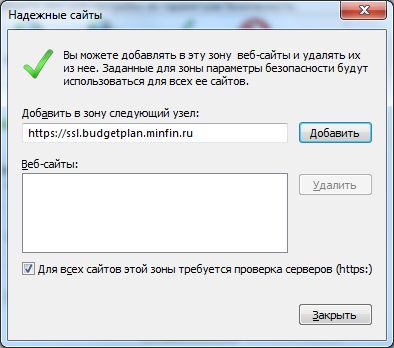 Надежные сайты
Вы можете добавлять в эту зону веб-сайты и удалять их
из нее. Заданные для зоны параметры безопасности будут
использоваться для всех ее сайтов.
Добавить в зону следующий узел:
https://ssl.budgetplan.minfin.ru
Добавить
Веб-сайты:
Удалить
Для всех сайтов этой зоны требуется проверка серверов (https:)
Закрыть